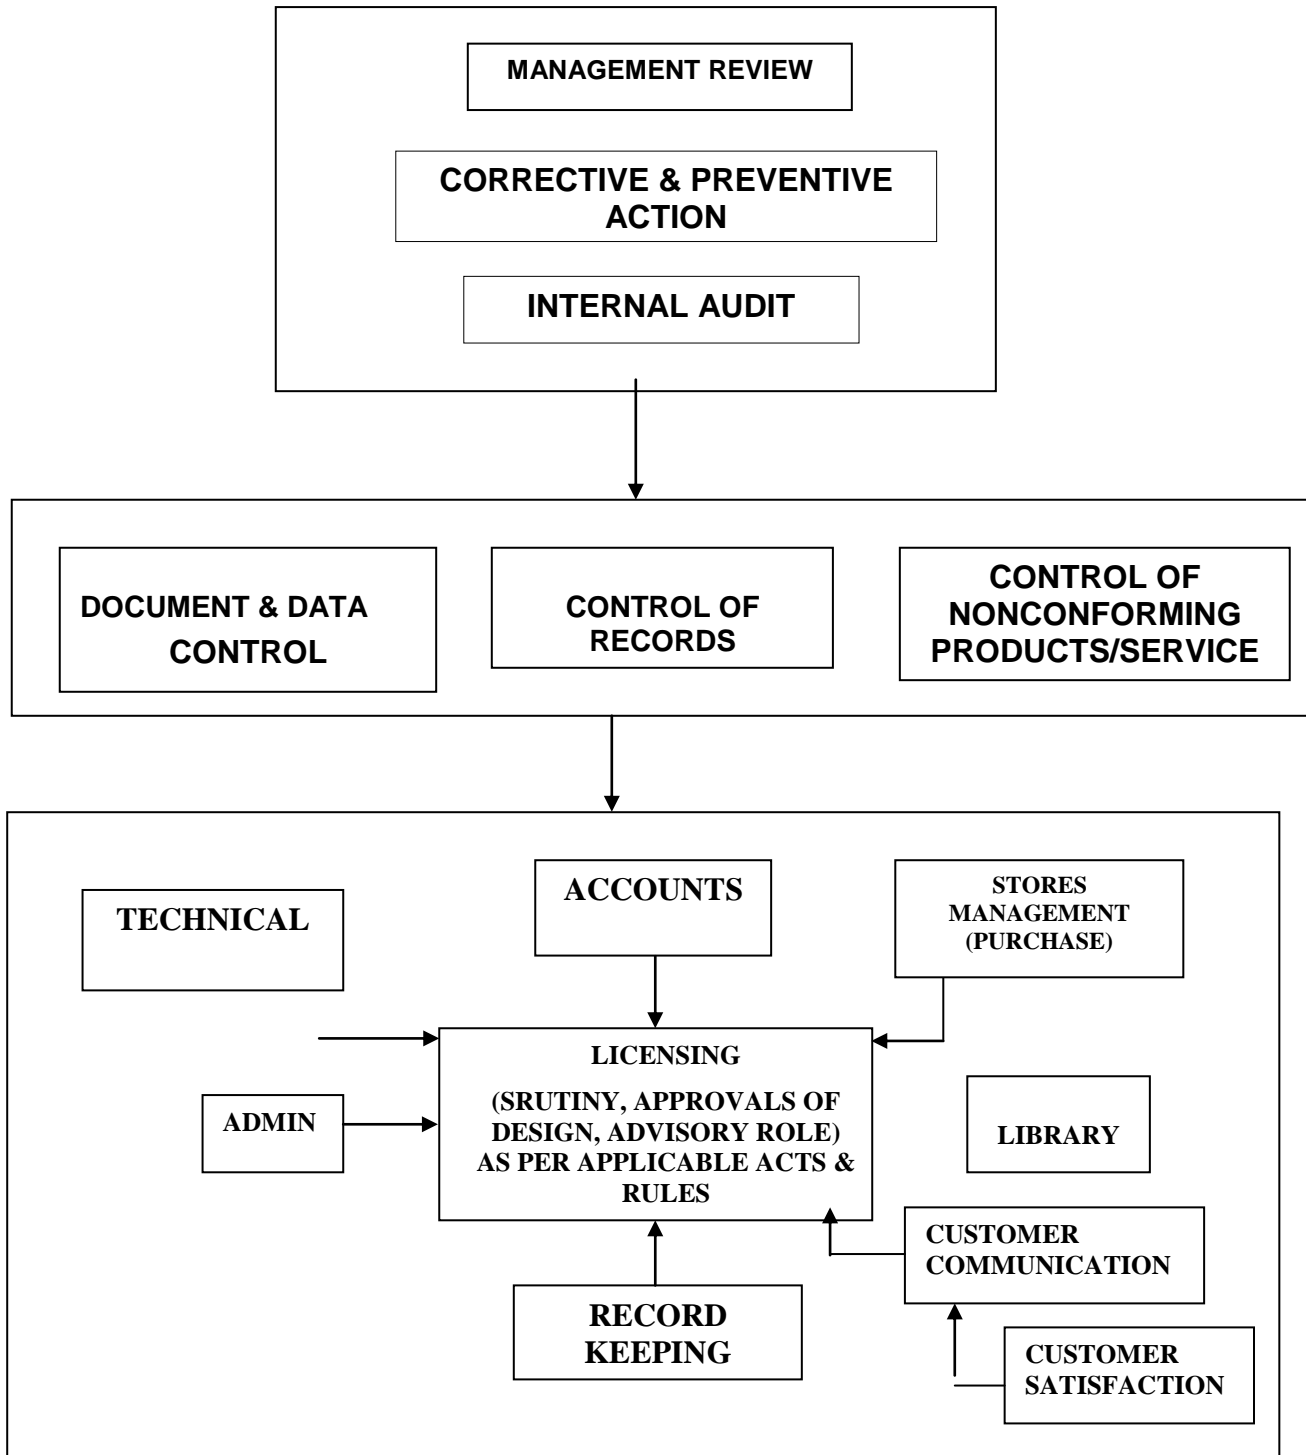 MANAGEMENT REVIEW
CORRECTIVE & PREVENTIVE
ACTION
INTERNAL AUDIT
DOCUMENT & DATA
CONTROL
CONTROL OF
RECORDS
CONTROL OF
NONCONFORMING
PRODUCTS/SERVICE
TECHNICAL
ACCOUNTS
STORES
MANAGEMENT
(PURCHASE)
LICENSING
(SRUTINY, APPROVALS OF
DESIGN, ADVISORY ROLE)
AS PER APPLICABLE ACTS &
RULES
ADMIN
LIBRARY
CUSTOMER
COMMUNICATION
RECORD
KEEPING
CUSTOMER
SATISFACTION